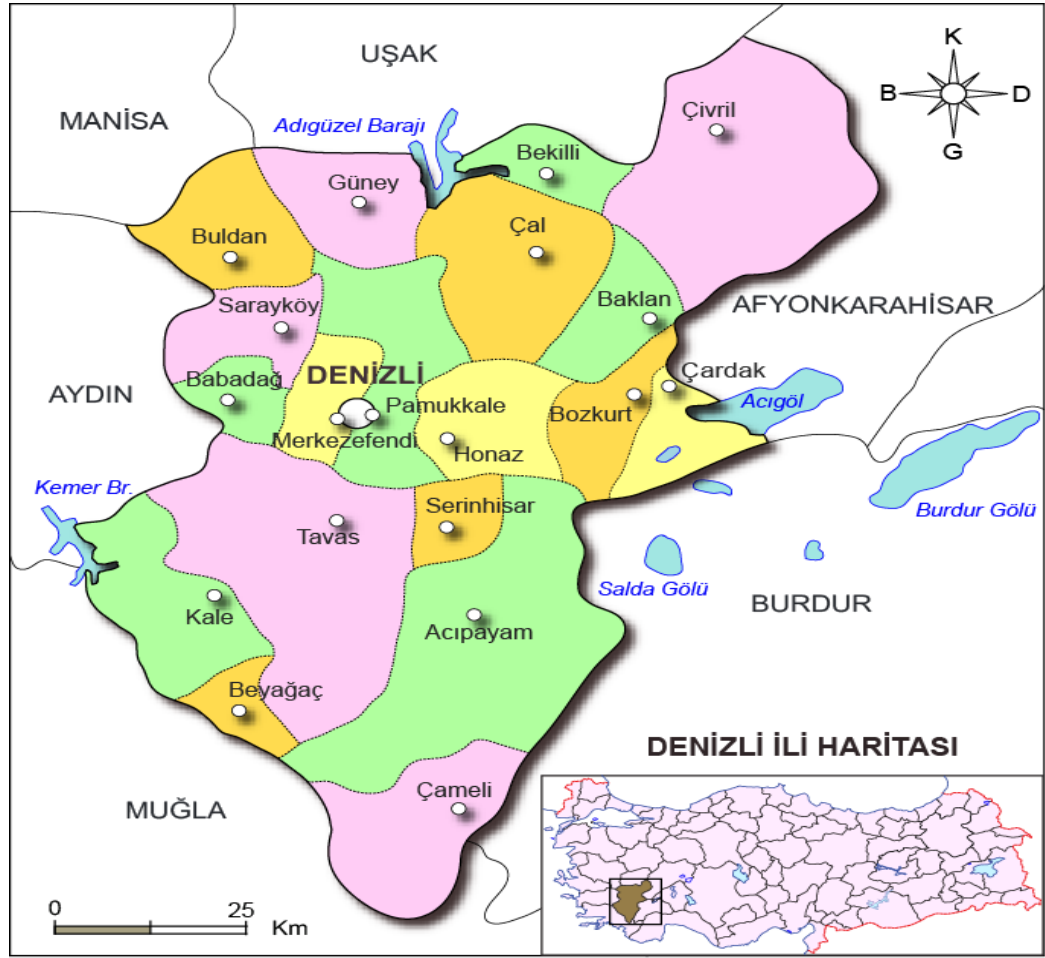 UŞAK
K
MANİSA
Adıgüzel Barajı
Çivril
B
D
Bekilli
G
Güney
Buldan
Çal
Sarayköy
Baklan
AFYONKARAHİSAR
Babadağ
DENİZLİ
Çardak
AYDIN
Pamukkale
Bozkurt
Acıgöl
Merkezefendi
Honaz
Kemer Br.
Serinhisar
Burdur Gölü
Tavas
Salda Gölü
Kale
BURDUR
Acıpayam
Beyağaç
DENİZLİ İLİ HARİTASI
MUĞLA
Çameli
0
25
Km